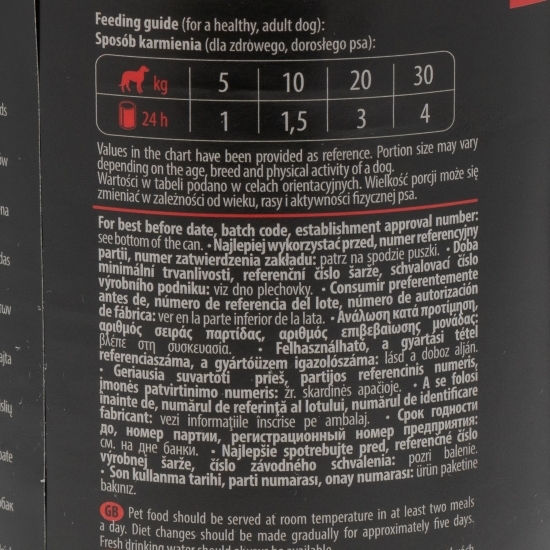 Feeding guide (for a healthy, adult dog):
Sposób karmienia (dla zdrowego, dorosłego psa):
kg 5 10 20 30
24 h 1 1,5 3 4
Values in the chart have been provided as reference. Portion size may vary
depending on the age, breed and physical activity of a dog.
Wartości w tabeli podano w celach orientacyjnych. Wielkość porcji może się
zmieniać w zależności od wieku, rasy i aktywności fizycznej psa.
For best before date, batch code, establishment approval number:
see bottom of the can. • Najlepiej wykorzystać przed, numer referencyjny
partii, numer zatwierdzenia zakładu: patrz na spodzie puszki. • Doba
minimální trvanlivosti, referenční číslo šarže, schvalovací číslo
výrobního podniku: viz dno plechovky. • Consumir preferentemente
antes de, número de referencia del lote, número de autorización
de fábrica: ver en la parte inferior de la lata. • Ανάλωση κατά προτίμηση,
αριθμός σειράς παρτίδας, αριθμός επιβεβαίωσης μονάδας:
βλέπε στη συσκευασία. • Felhasználható, a gyártási tétel
referenciaszáma, a gyártóüzem igazolószáma: lásd a doboz alján.
• Geriausia suvartoti prieš, partijos referencinis numeris,
įmonės patvirtinimo numeris: žr. skardinės apačioje. • A se folosi
înainte de, numărul de referință al lotului, numărul de identificare
fabricant: vezi informațiile înscrise pe ambalaj. • Срок годности
до, номер партии, регистрационный номер предприятия:
см. на дне банки. • Najlepšie spotrebujte pred, referenčné číslo
výrobnej šarže, číslo závodného schválenia: pozri balenie.
• Son kullanma tarihi, parti numarası, onay numarası: ürün paketine
bakınız.
GB Pet food should be served at room temperature in at least two meals
a day. Diet changes should be made gradually for approximately five days.
Fresh drinking water should always be available.